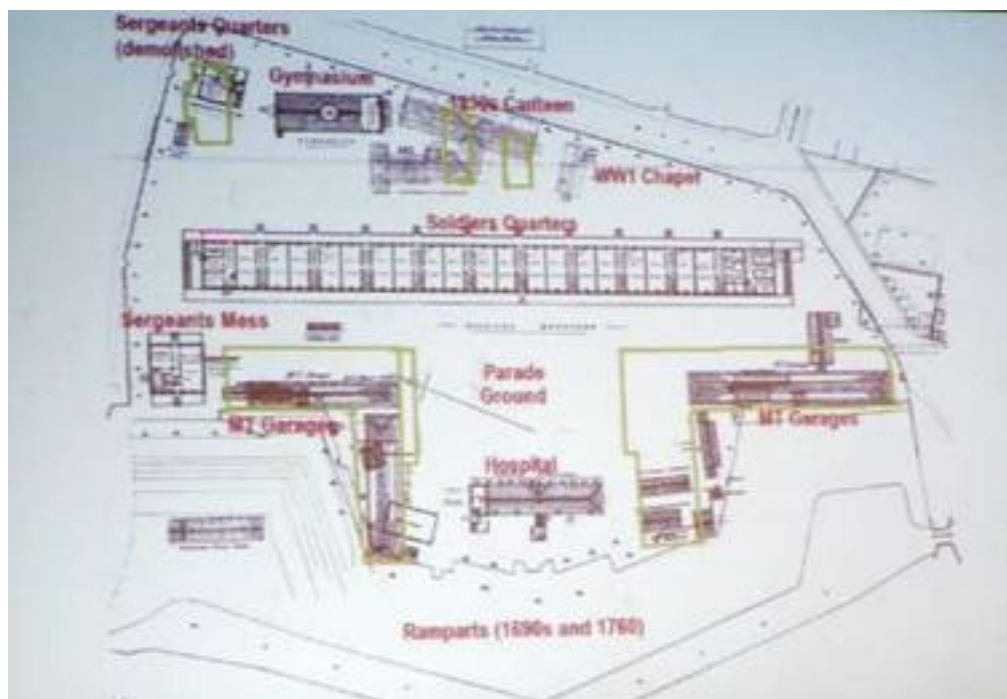 Sergeants Quarters
(demolished)
Gymnasium
1930s Canteen
WW1 Chapel
Soldiers Quarters
Sergeants Mess
Parade
Ground
MT Garages
MT Garages
Hospital
Ramparts (1690s and 1760)